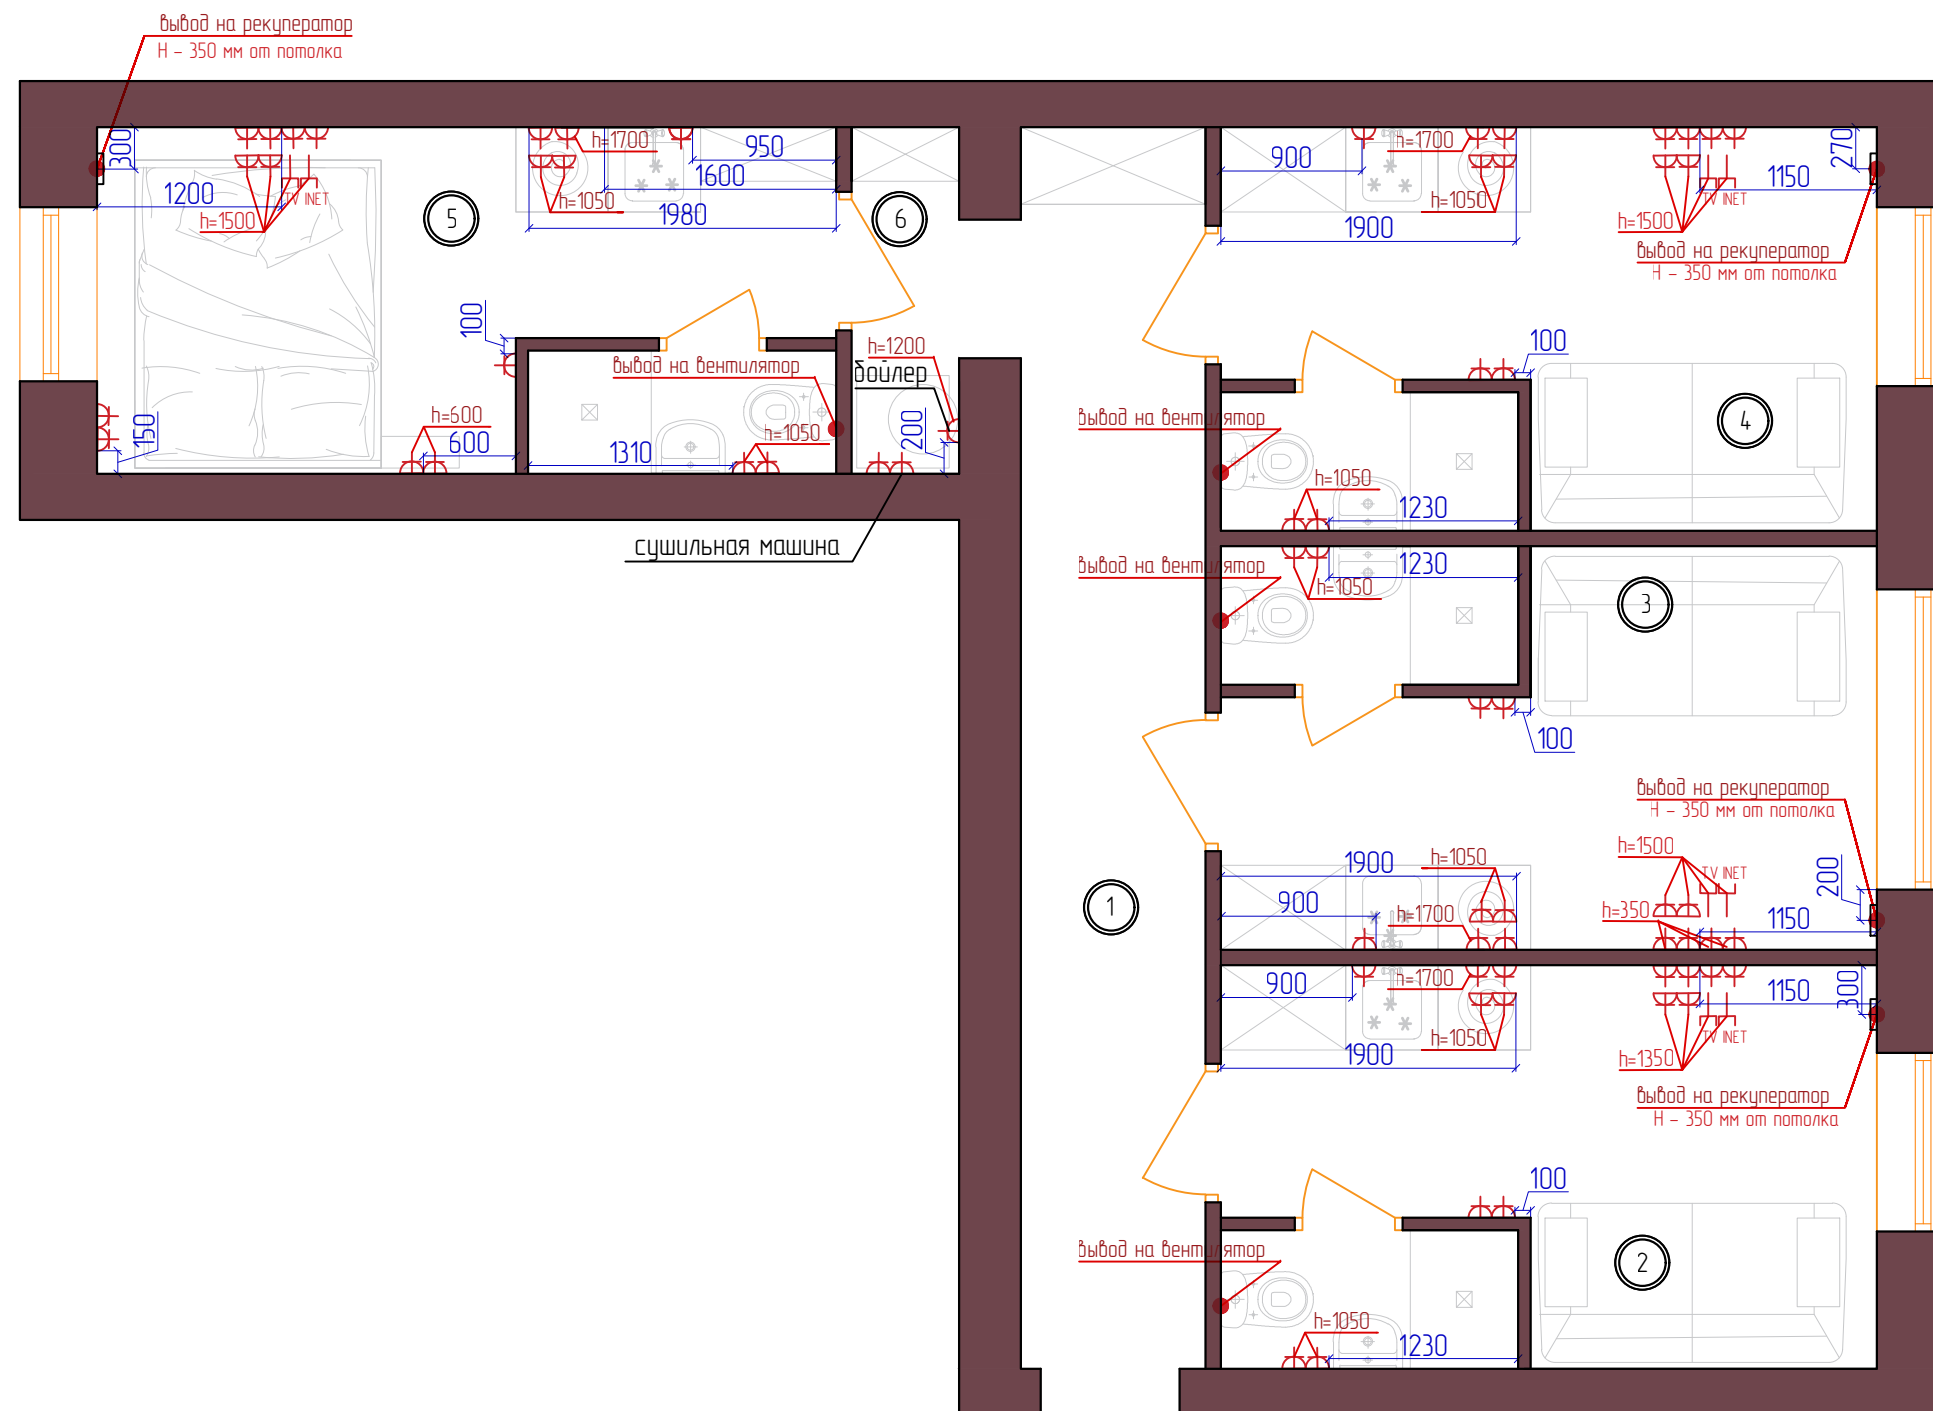 вывод на рекуператор
H – 350 мм от потолка
300
1200
h=1500
TV INET
h=1700
950
1600
h=1050
1980
5
6
100
вывод на вентилятор
h=1200
бойлер
h=600
600
150
1310
h=1050
200
сушильная машина
900
h=1700
h=1050
1900
270
1150
TV INET
h=1500
вывод на рекуператор
H – 350 мм от потолка
100
4
вывод на вентилятор
h=1050
1230
вывод на вентилятор
1230
h=1050
3
100
вывод на рекуператор
H – 350 мм от потолка
h=1500
TV INET
h=350
200
1150
1900
h=1050
900
h=1700
1
900
h=1700
h=1050
1900
300
1150
TV INET
h=1350
вывод на рекуператор
H – 350 мм от потолка
100
2
вывод на вентилятор
h=1050
1230